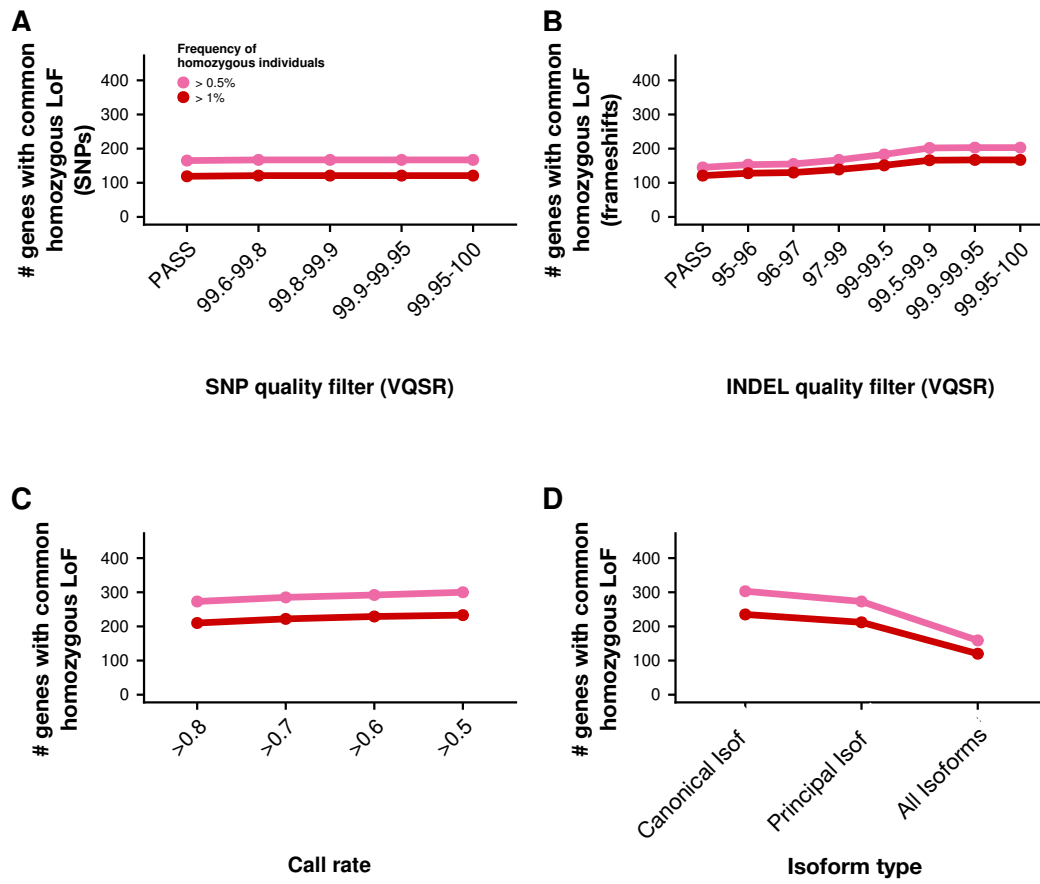 A
# genes with common
homozygous LoF
(SNPs)
Frequency of
homozygous individuals
> 0.5%
> 1%
400
300
200
100
0
PASS
99.6-99.8
99.8-99.9
99.9-99.95
99.95-100
SNP quality filter (VQSR)
B
# genes with common
homozygous LoF
(frameshifts)
400
300
200
100
0
PASS
95-96
96-97
97-99
99-99.5
99.5-99.9
99.9-99.95
99.95-100
INDEL quality filter (VQSR)
C
# genes with common
homozygous LoF
400
300
200
100
0
>0.8
>0.7
>0.6
>0.5
Call rate
D
# genes with common
homozygous LoF
400
300
200
100
0
Canonical Isof
Principal Isof
All Isoforms
Isoform type